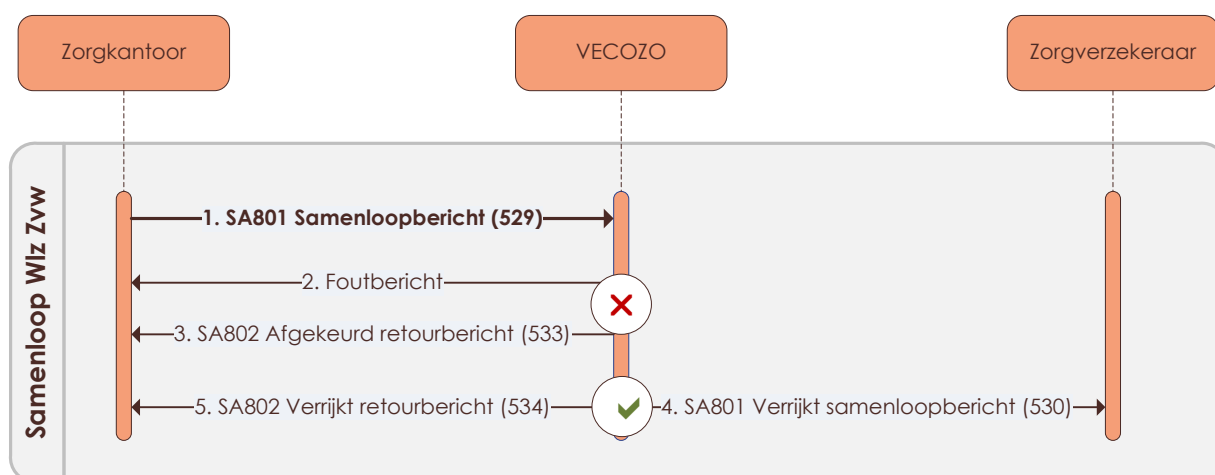 Zorgkantoor
VECOZO
Zorgverzekeraar
Samenloop Wlz Zvw
1. SA801 Samenloopbericht (529)
2. Foutbericht
3. SA802 Afgekeurd retourbericht (533)
5. SA802 Verrijkt retourbericht (534)
4. SA801 Verrijkt samenloopbericht (530)